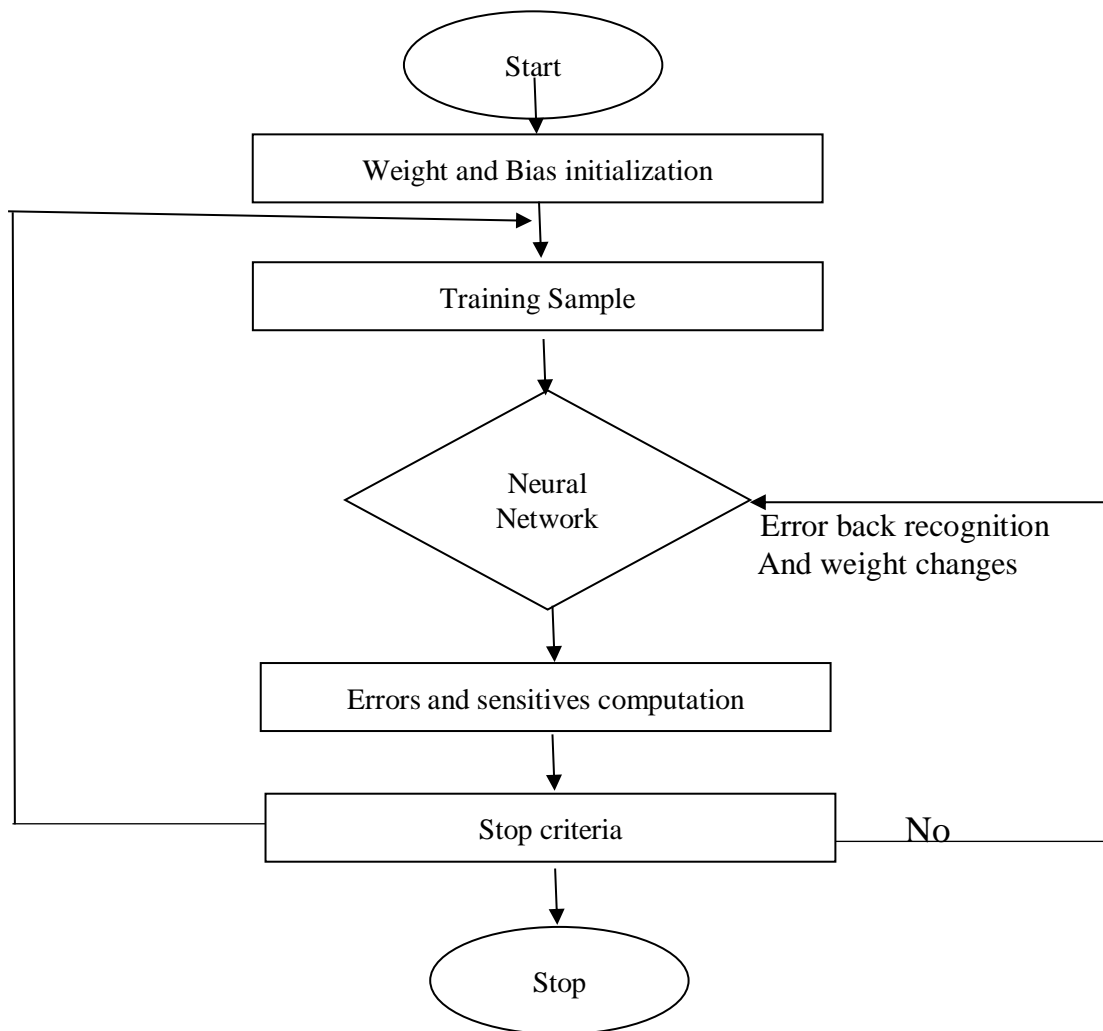 Start
Weight and Bias initialization
Training Sample
Neural
Network
Error back recognition
And weight changes
Errors and sensitives computation
Stop criteria
No
Stop